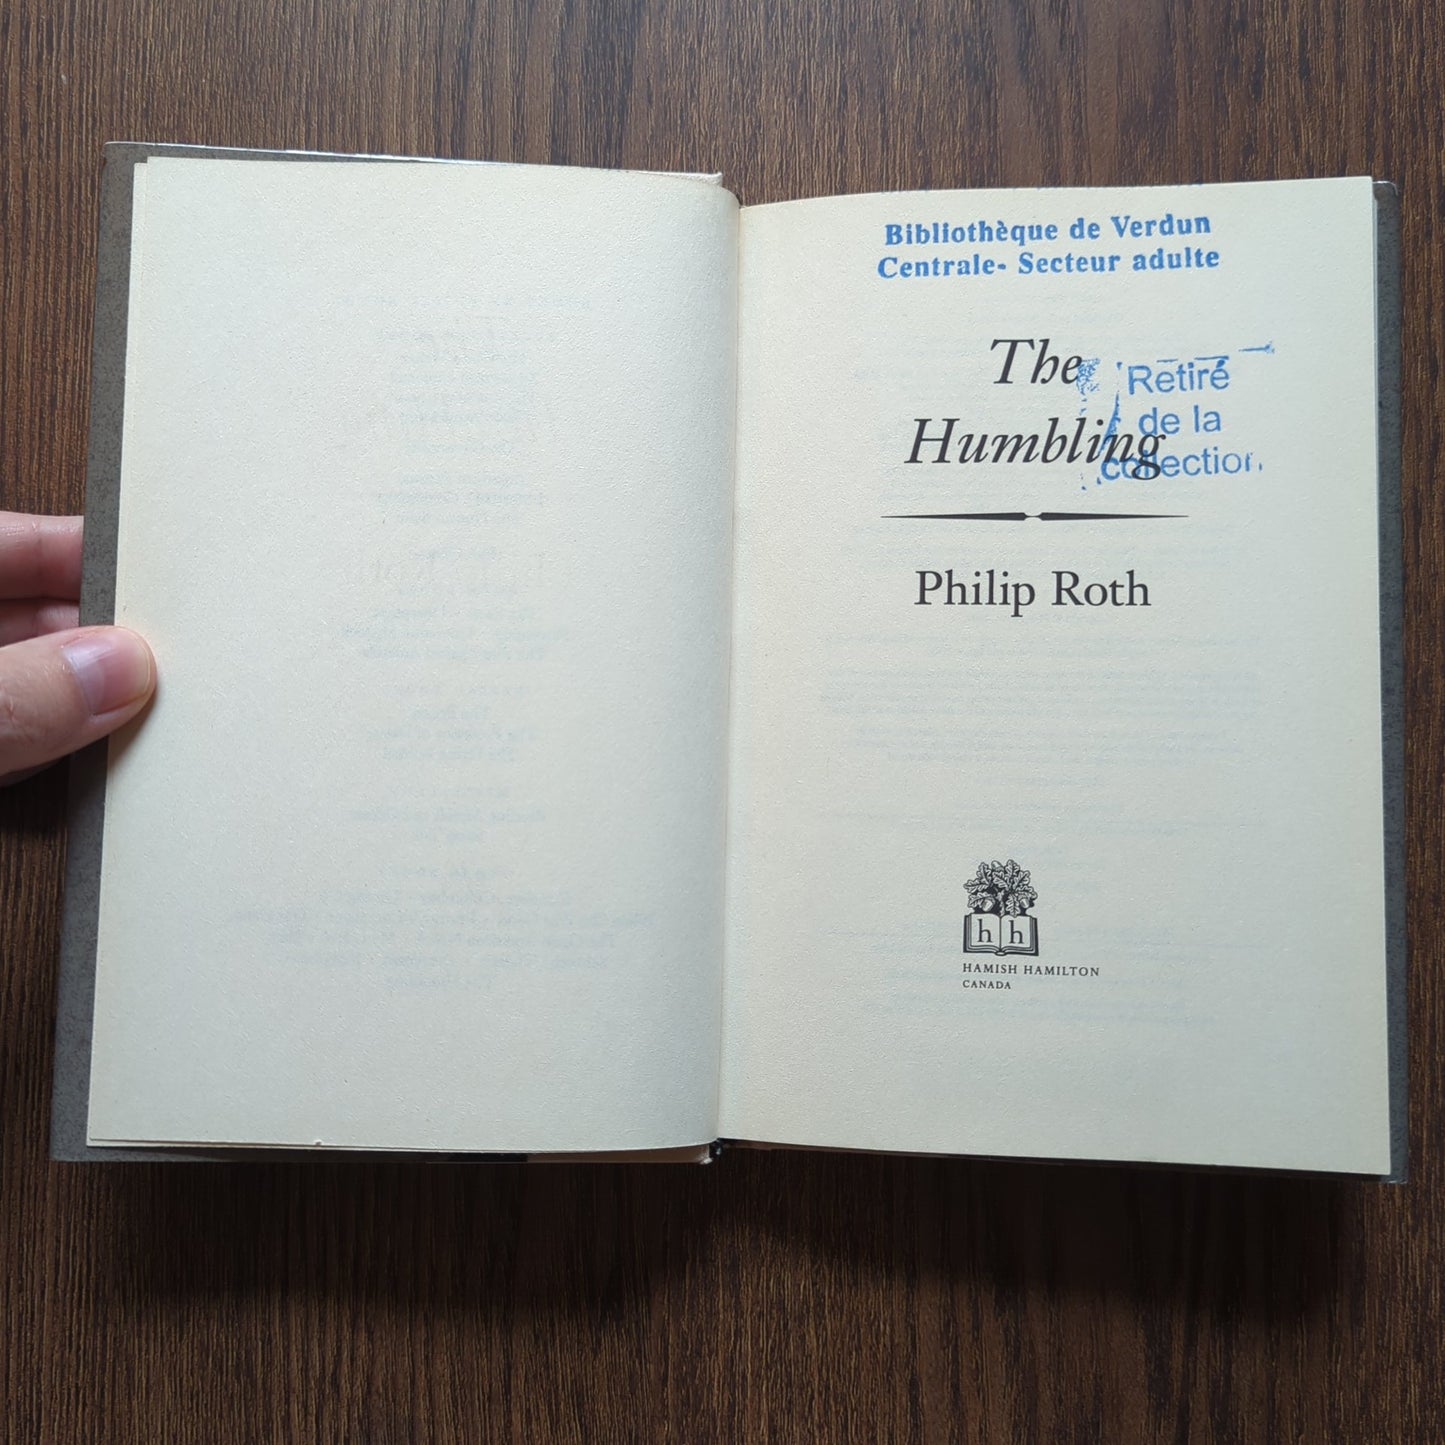 Bibliothèque de Verdun
Centrale- Secteur adulte
The
Humbling
Retiré
de la
collection
Philip Roth
h h
HAMISH HAMILTON
CANADA